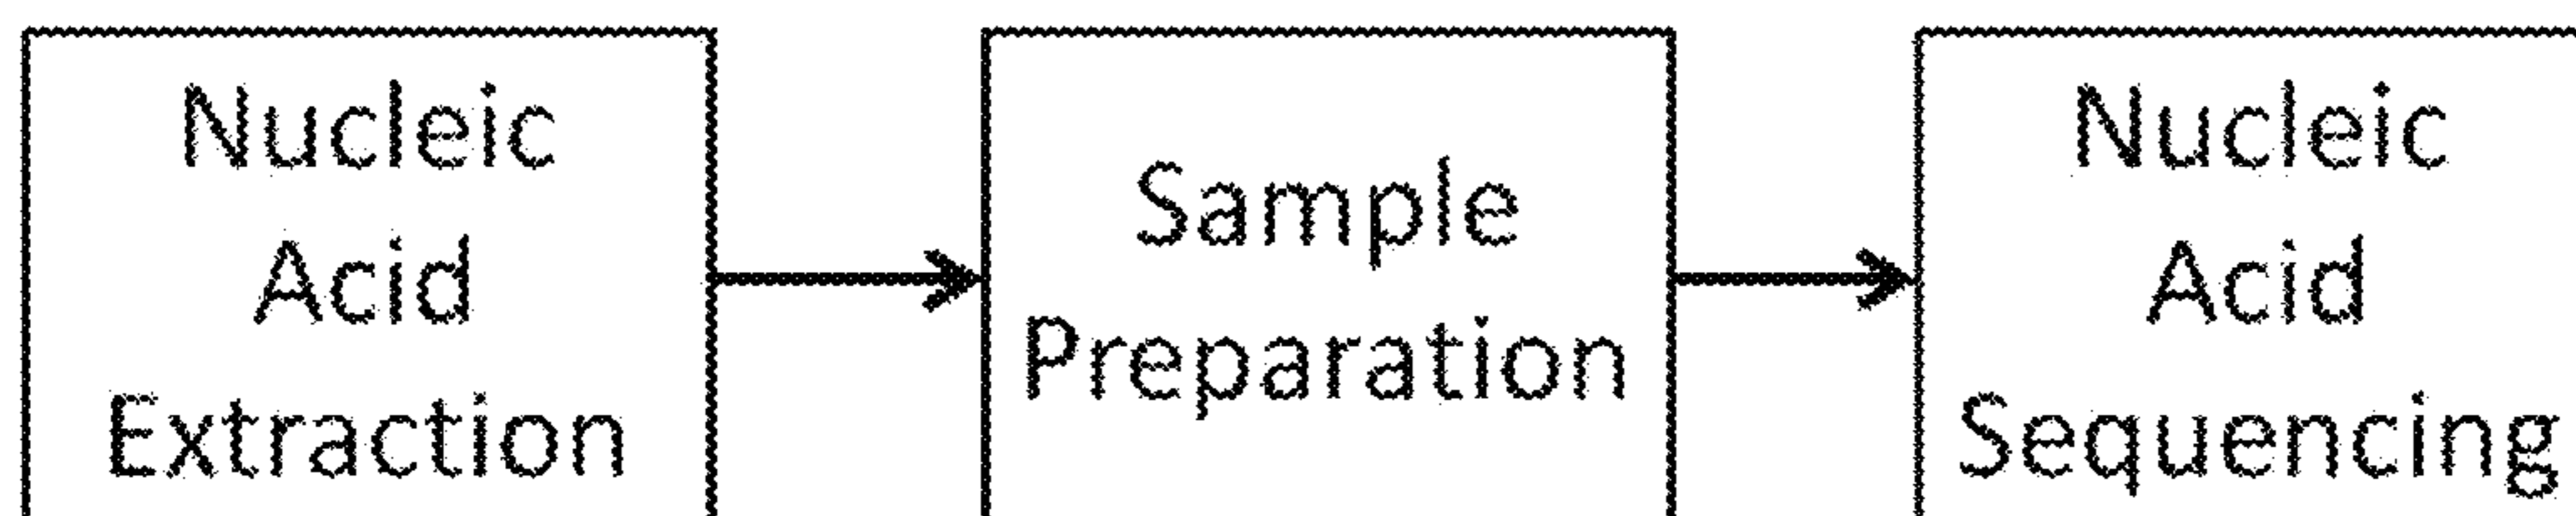 Nucleic
Acid
Extraction
Sample
Preparation
Nucleic
Acid
Sequencing